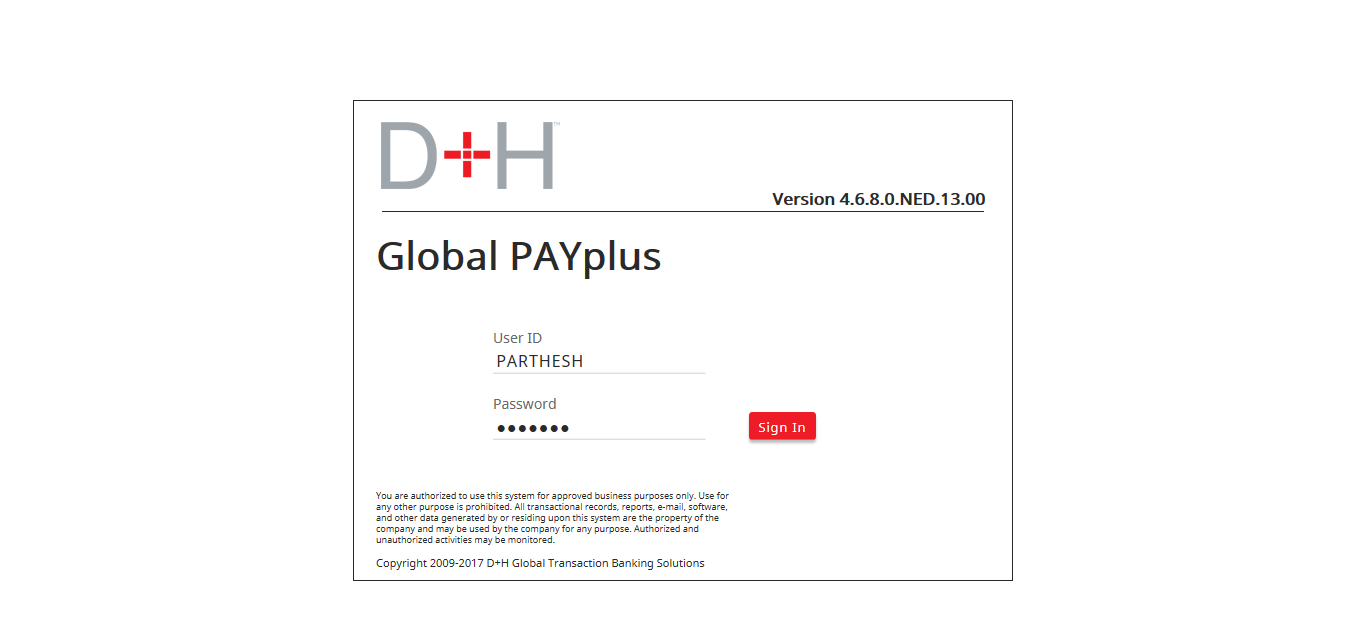 D+H™
Version 4.6.8.0.NED.13.00
Global PAYplus
User ID
PARTHESH
Password
●●●●●●●
Sign In
You are authorized to use this system for approved business purposes only. Use for
any other purpose is prohibited. All transactional records, reports, e-mail, software,
and other data generated by or residing upon this system are the property of the
company and may be used by the company for any purpose. Authorized and
unauthorized activities may be monitored.
Copyright 2009-2017 D+H Global Transaction Banking Solutions